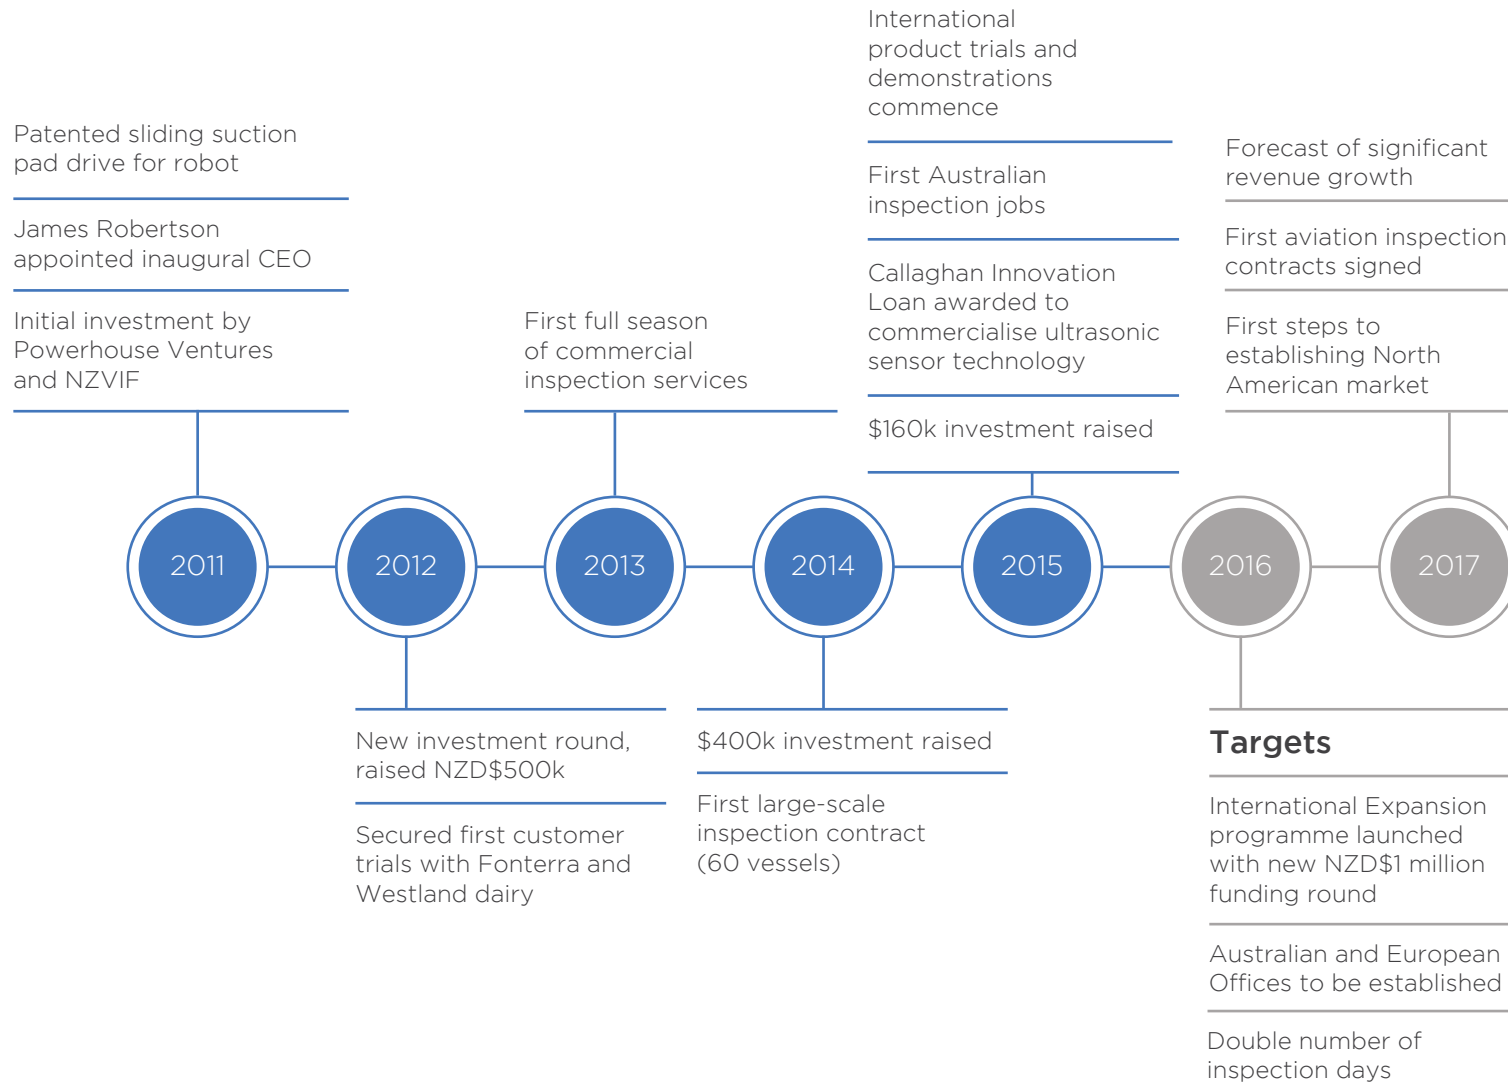 Patented sliding suction
pad drive for robot
James Robertson
appointed inaugural CEO
Initial investment by
Powerhouse Ventures
and NZVIF
First full season
of commercial
inspection services
International
product trials and
demonstrations
commence
First Australian
inspection jobs
Callaghan Innovation
Loan awarded to
commercialise ultrasonic
sensor technology
$160k investment raised
Forecast of significant
revenue growth
First aviation inspection
contracts signed
First steps to
establishing North
American market
2011
2012
2013
2014
2015
2016
2017
New investment round,
raised NZD$500k
Secured first customer
trials with Fonterra and
Westland dairy
$400k investment raised
First large-scale
inspection contract
(60 vessels)
Targets
International Expansion
programme launched
with new NZD$1 million
funding round
Australian and European
Offices to be established
Double number of
inspection days